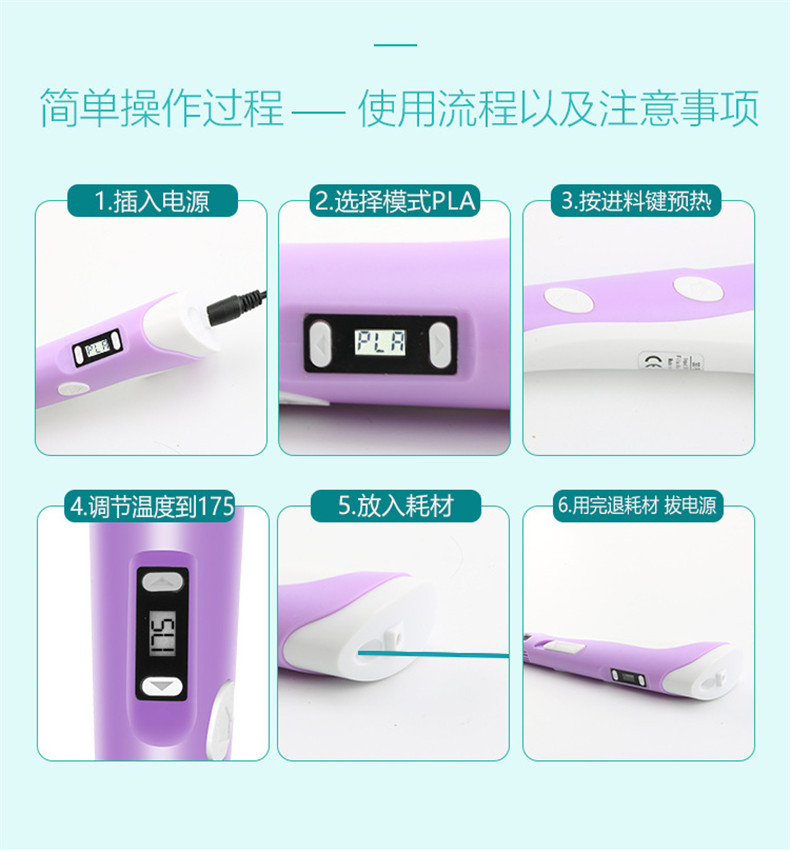 简单操作过程 — 使用流程以及注意事项
1.插入电源
2.选择模式PLA
3.按进料键预热
PLA
PLA
CE
4.调节温度到175
5.放入耗材
6.用完退耗材 拔电源
175